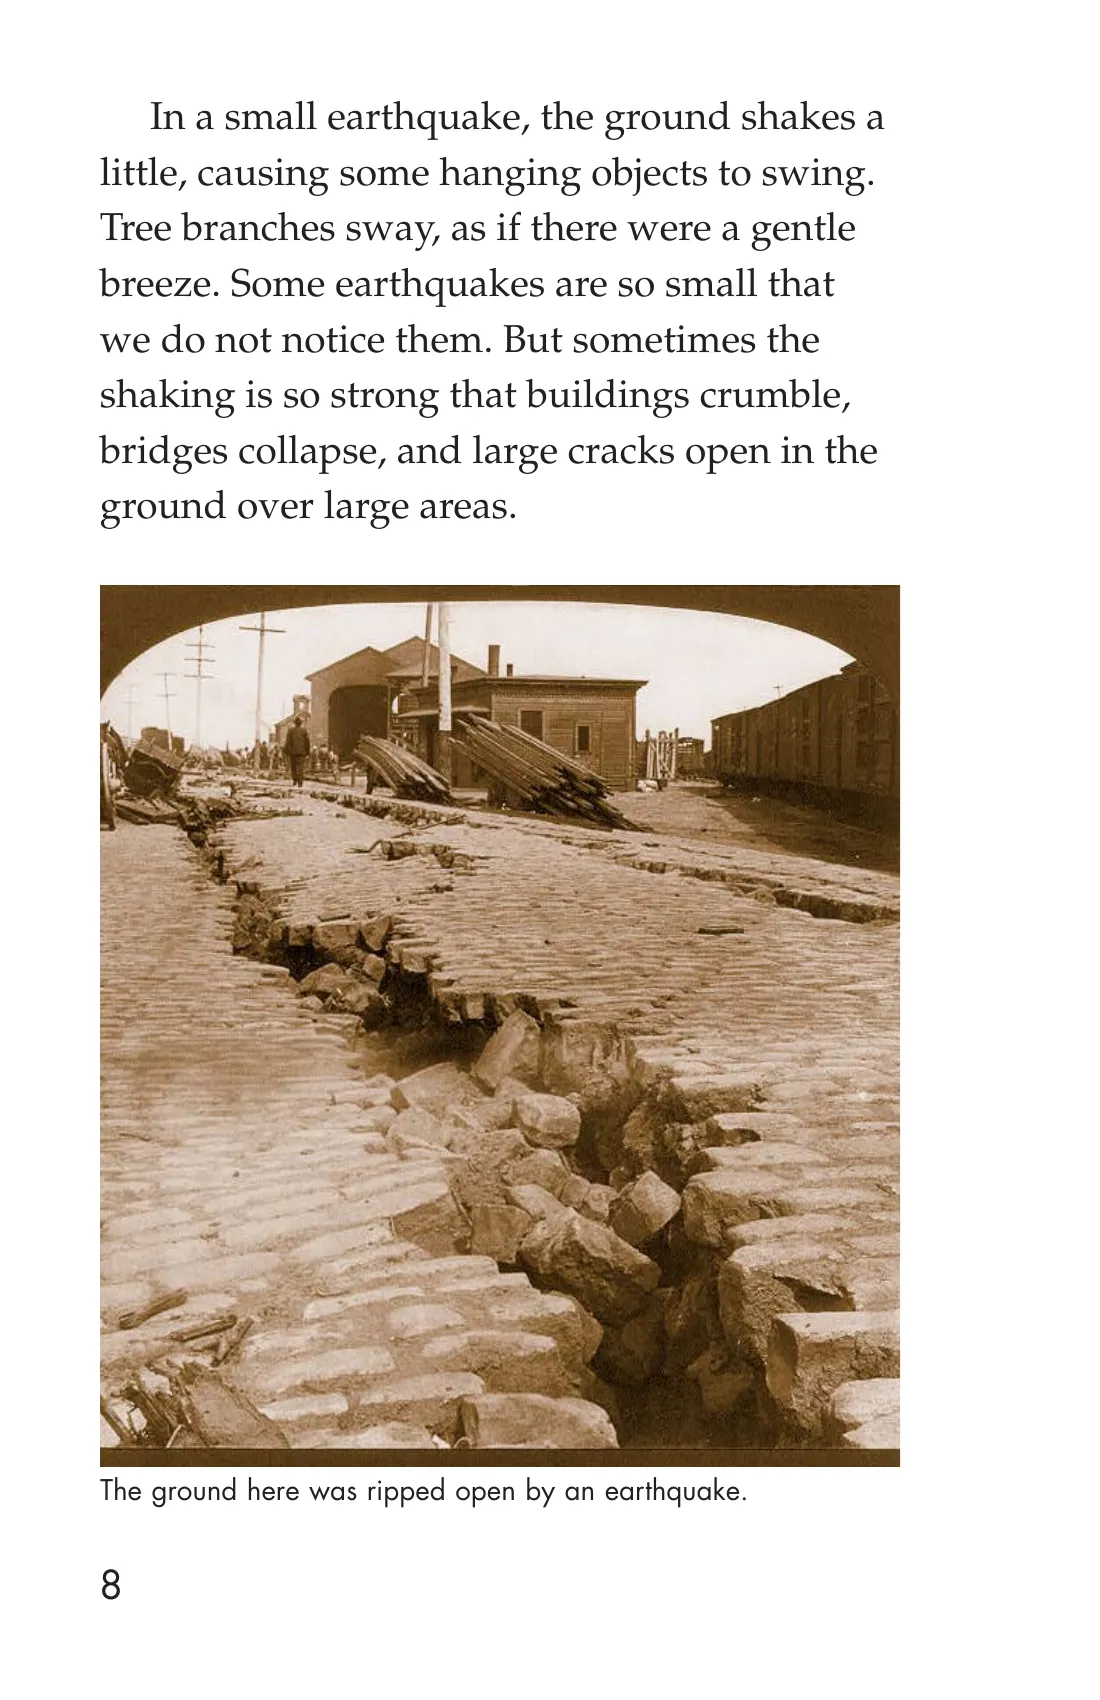 In a small earthquake, the ground shakes a
little, causing some hanging objects to swing.
Tree branches sway, as if there were a gentle
breeze. Some earthquakes are so small that
we do not notice them. But sometimes the
shaking is so strong that buildings crumble,
bridges collapse, and large cracks open in the
ground over large areas.
The ground here was ripped open by an earthquake.
8